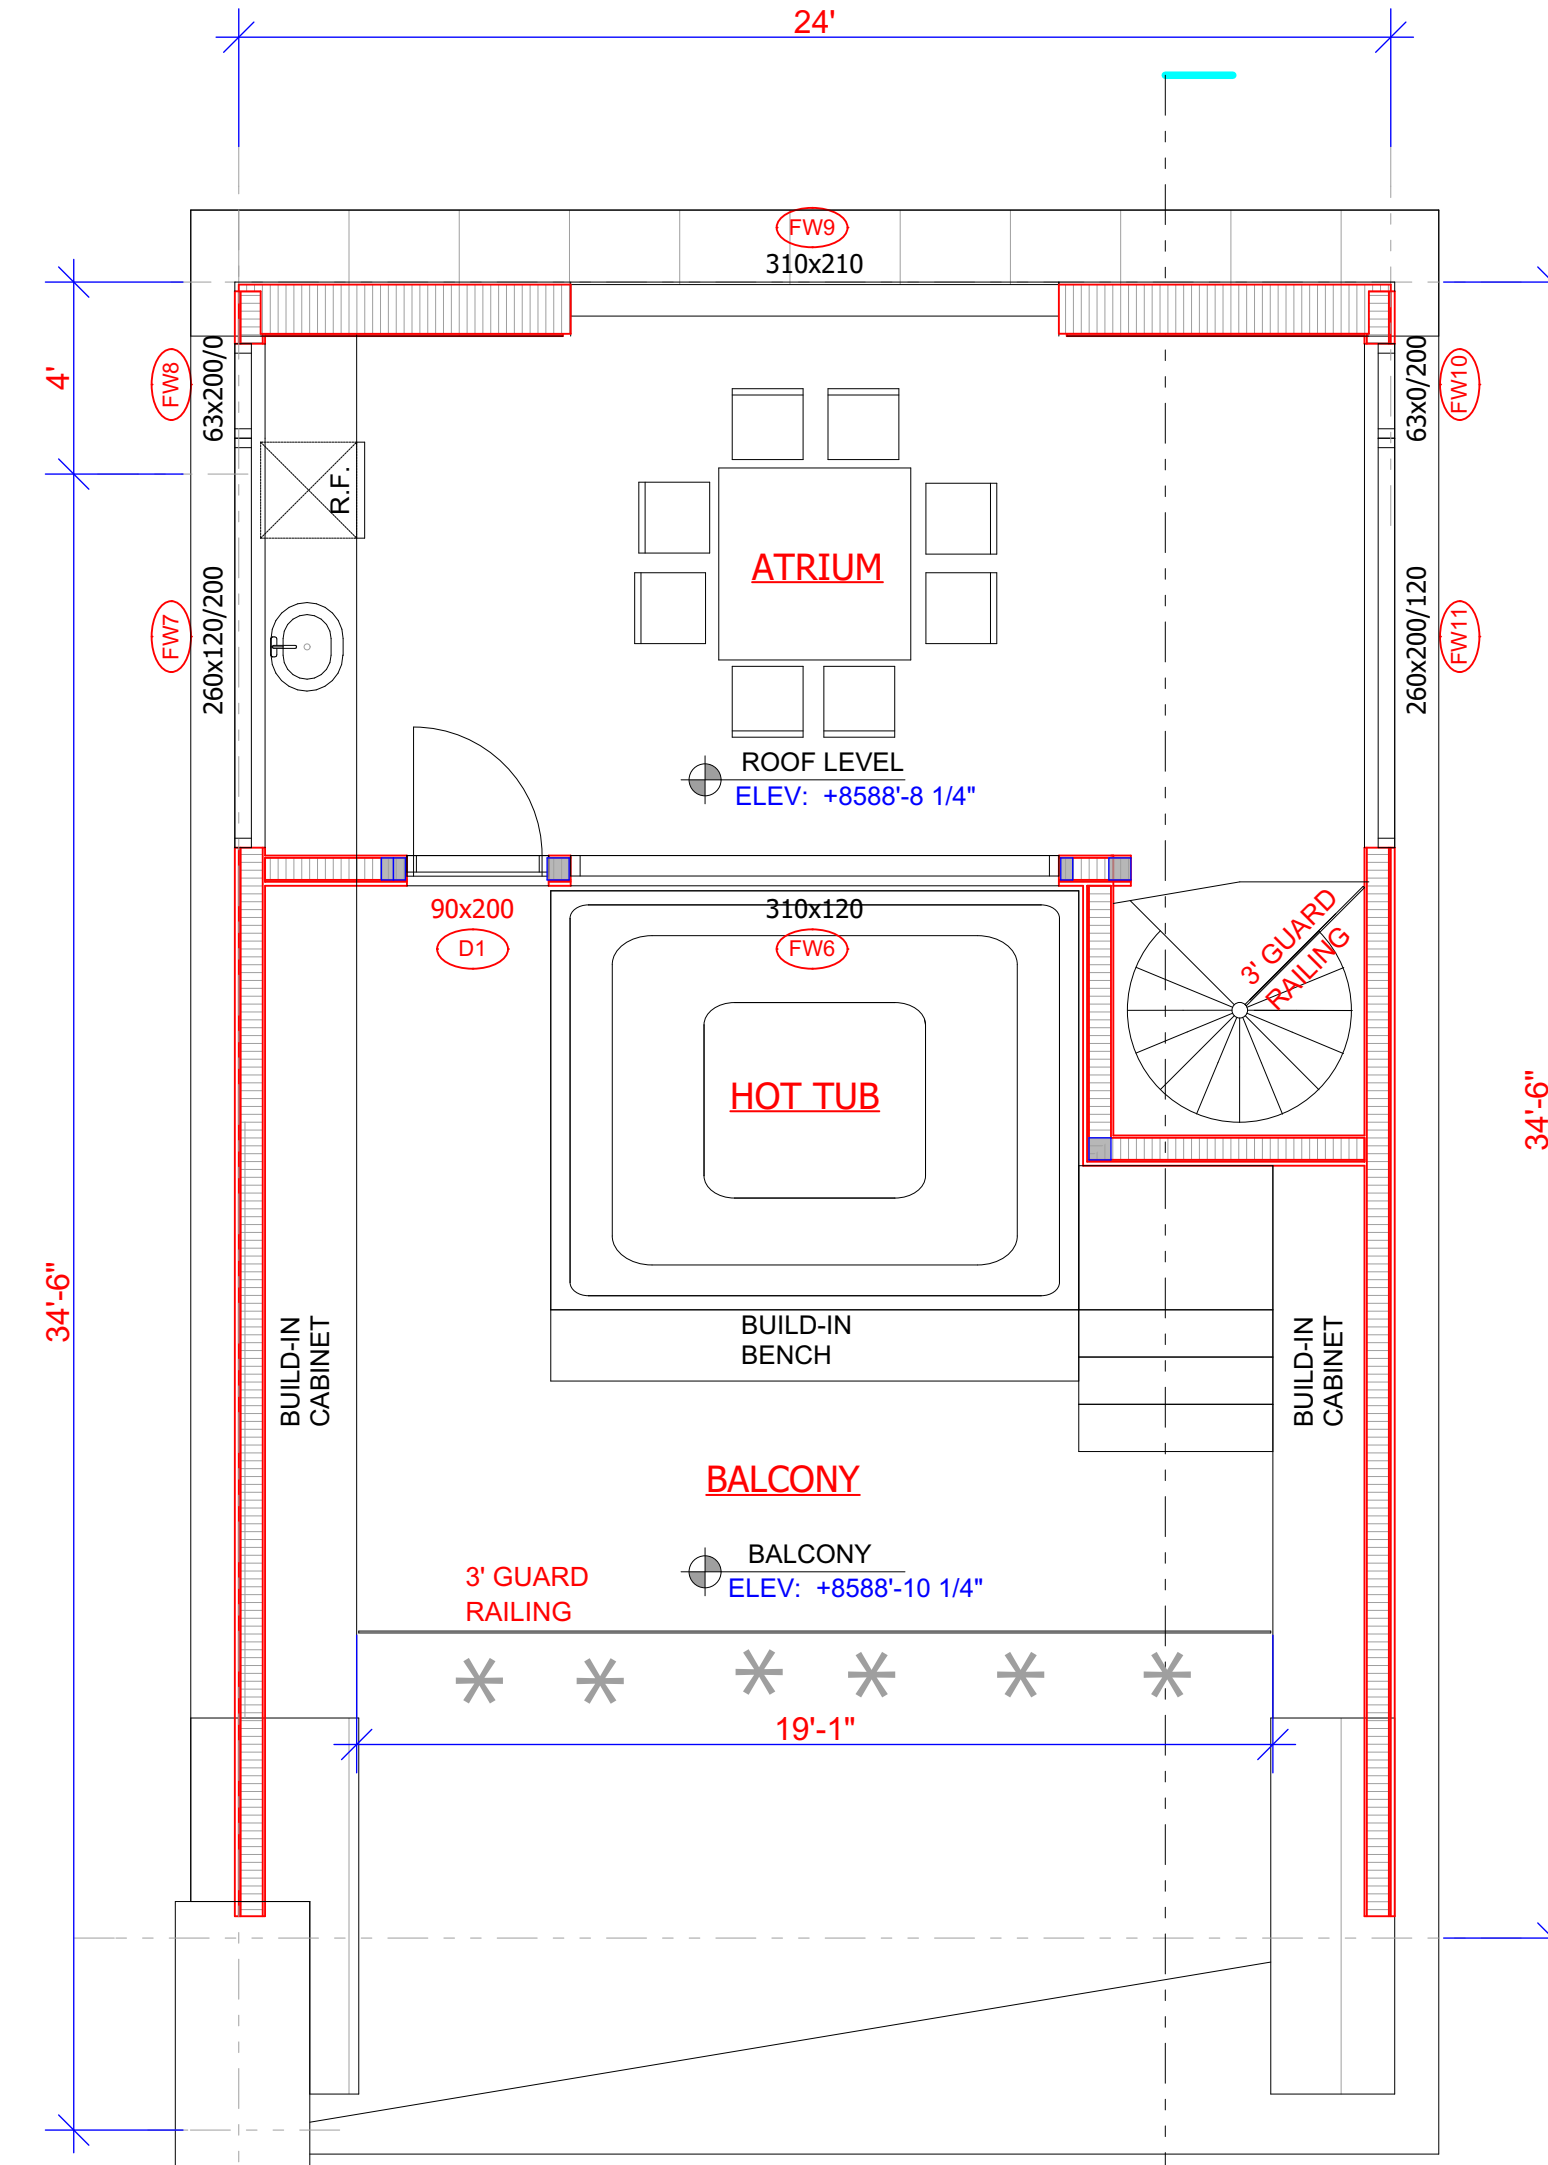 24'
FW9
310x210
4'
FW8
63x200/0
63x0/200
FW10
R.F.
ATRIUM
FW7
260x120/200
260x200/120
FW11
ROOF LEVEL
ELEV: +8588'-8 1/4"
90x200
D1
310x120
FW6
3' GUARD
RAILING
HOT TUB
34'-6"
34'-6"
BUILD-IN
CABINET
BUILD-IN
BENCH
BUILD-IN
CABINET
BALCONY
BALCONY
ELEV: +8588'-10 1/4"
3' GUARD
RAILING
19'-1"